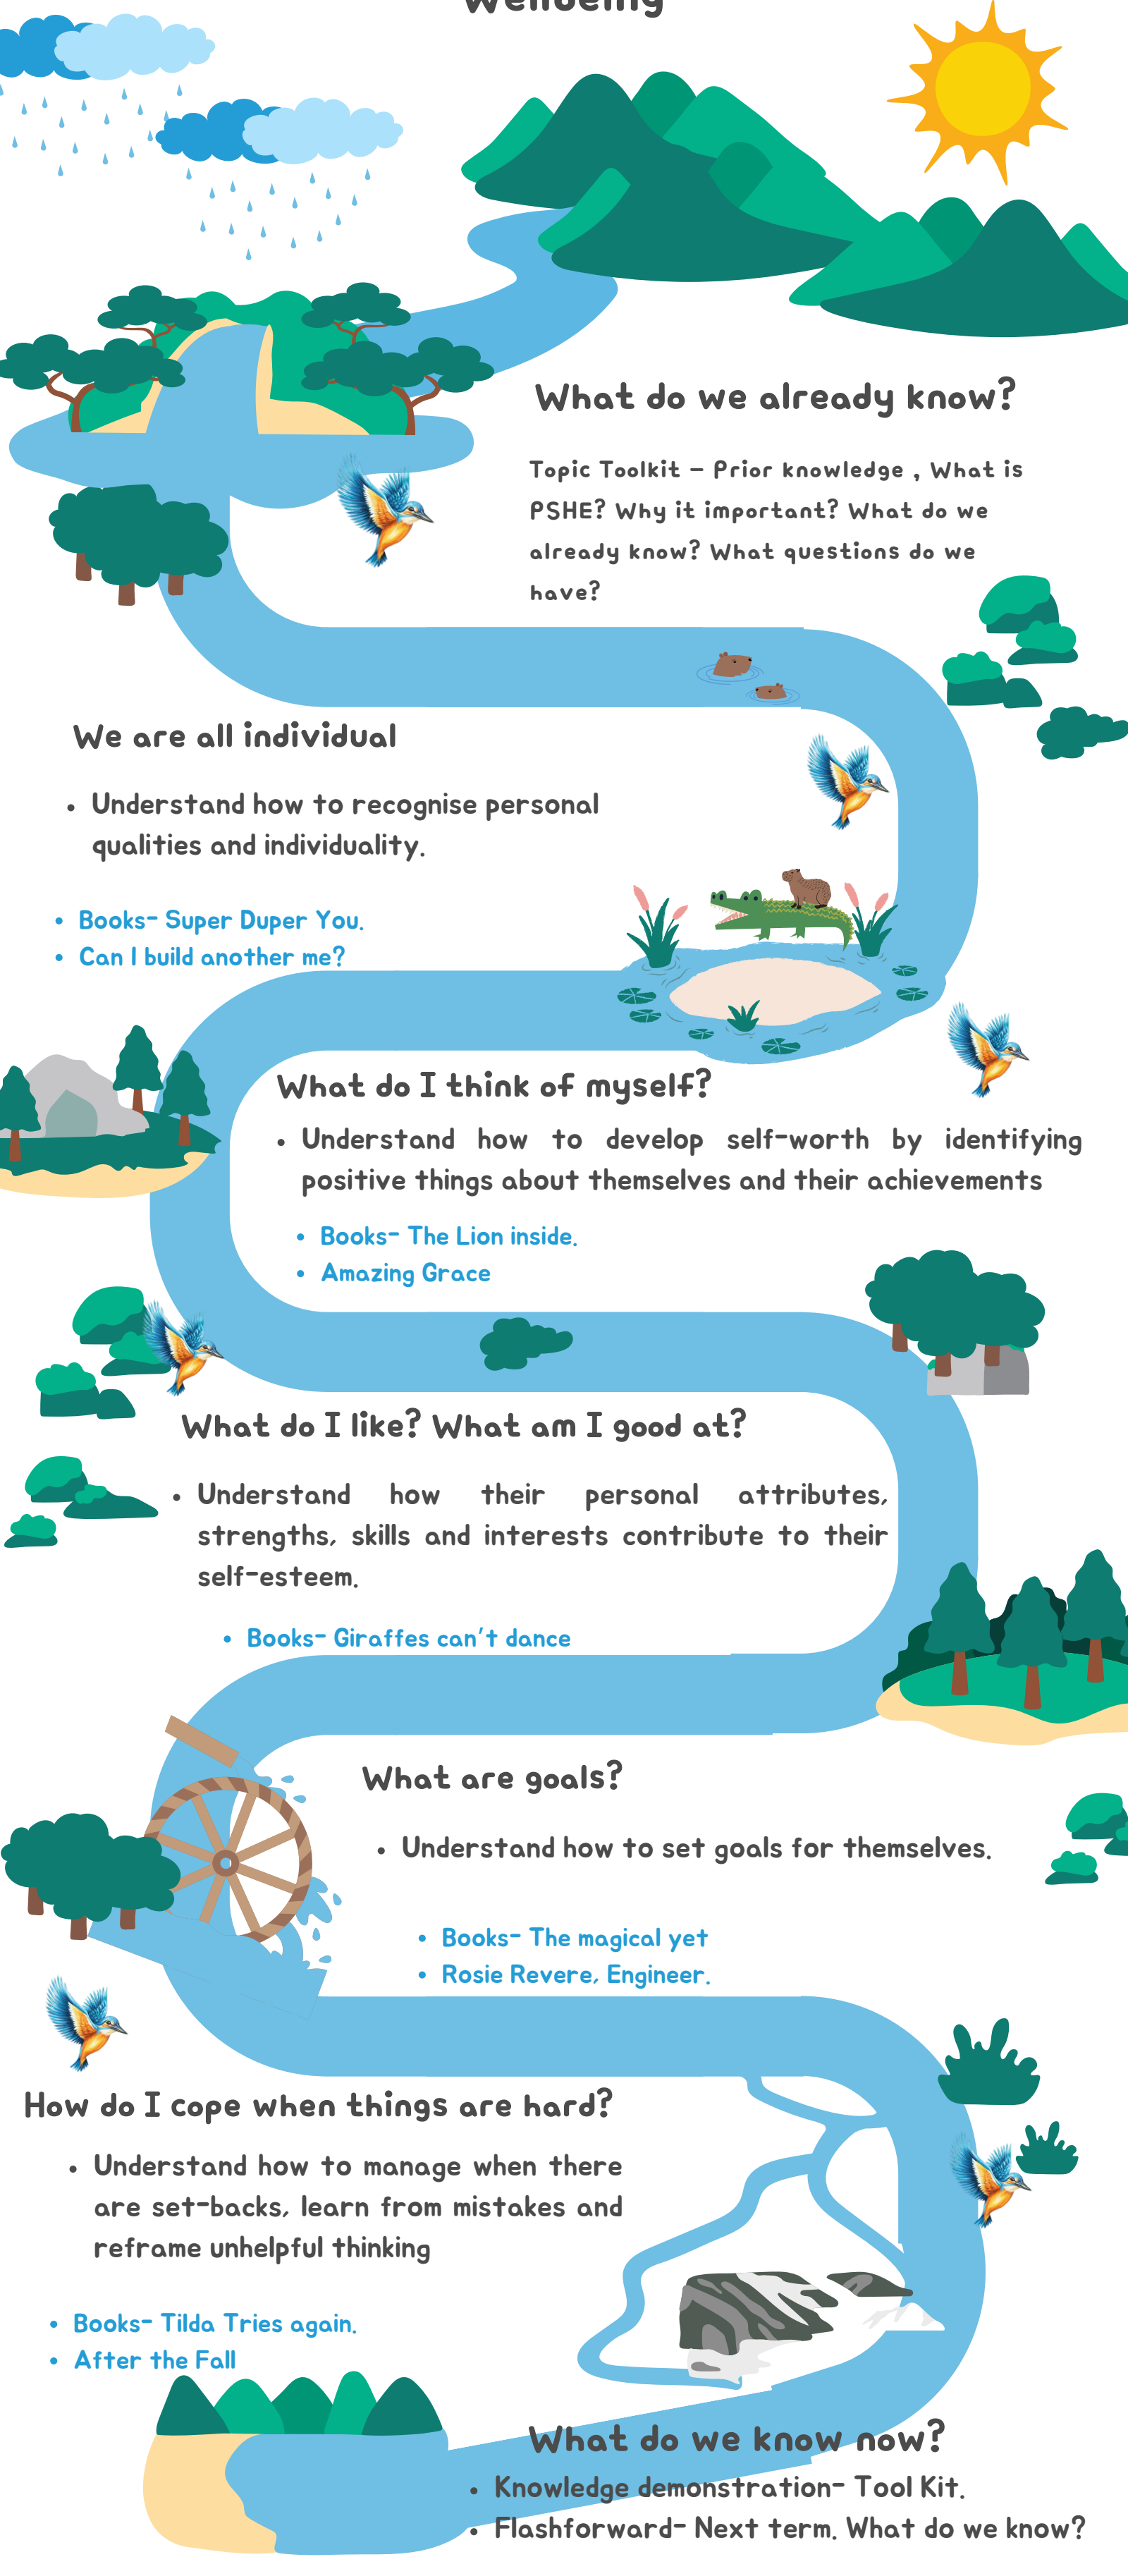 Wellbeing
What do we already know?
Topic Toolkit – Prior knowledge , What is
PSHE? Why it important? What do we
already know? What questions do we
have?
We are all individual
• Understand how to recognise personal
qualities and individuality.
• Books- Super Duper You.
• Can I build another me?
What do I think of myself?
• Understand how to develop self-worth by identifying
positive things about themselves and their achievements
• Books- The Lion inside.
• Amazing Grace
What do I like? What am I good at?
• Understand how their personal attributes,
strengths, skills and interests contribute to their
self-esteem.
• Books- Giraffes can't dance
What are goals?
• Understand how to set goals for themselves.
• Books- The magical yet
• Rosie Revere, Engineer.
How do I cope when things are hard?
• Understand how to manage when there
are set-backs, learn from mistakes and
reframe unhelpful thinking
• Books- Tilda Tries again.
• After the Fall
What do we know now?
• Knowledge demonstration- Tool Kit.
• Flashforward- Next term. What do we know?